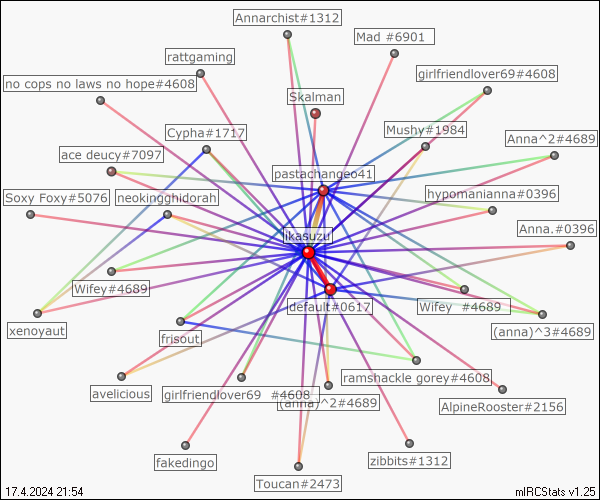 Annarchist#1312
Mad #6901
rattgaming
girlfriendlover69#4608
no cops no laws no hope#4608
Skalman
Cypha#1717
Mushy#1984
Anna^2#4689
ace deucy#7097
pastachangeo41
Soxy Foxy#5076
neokingghidorah
hyponanianna#0396
Anna.#0396
ikasuzu
Wifey#4689
default#0617
Wifey #4689
xenoyaut
frisout
(anna)^3#4689
avelicious
girlfriendlover69 #4608
(anna)^2#4689
ramshackle gorey#4608
AlpineRooster#2156
fakedingo
zibbits#1312
Toucan#2473
17.4.2024 21:54
mIRCStats v1.25